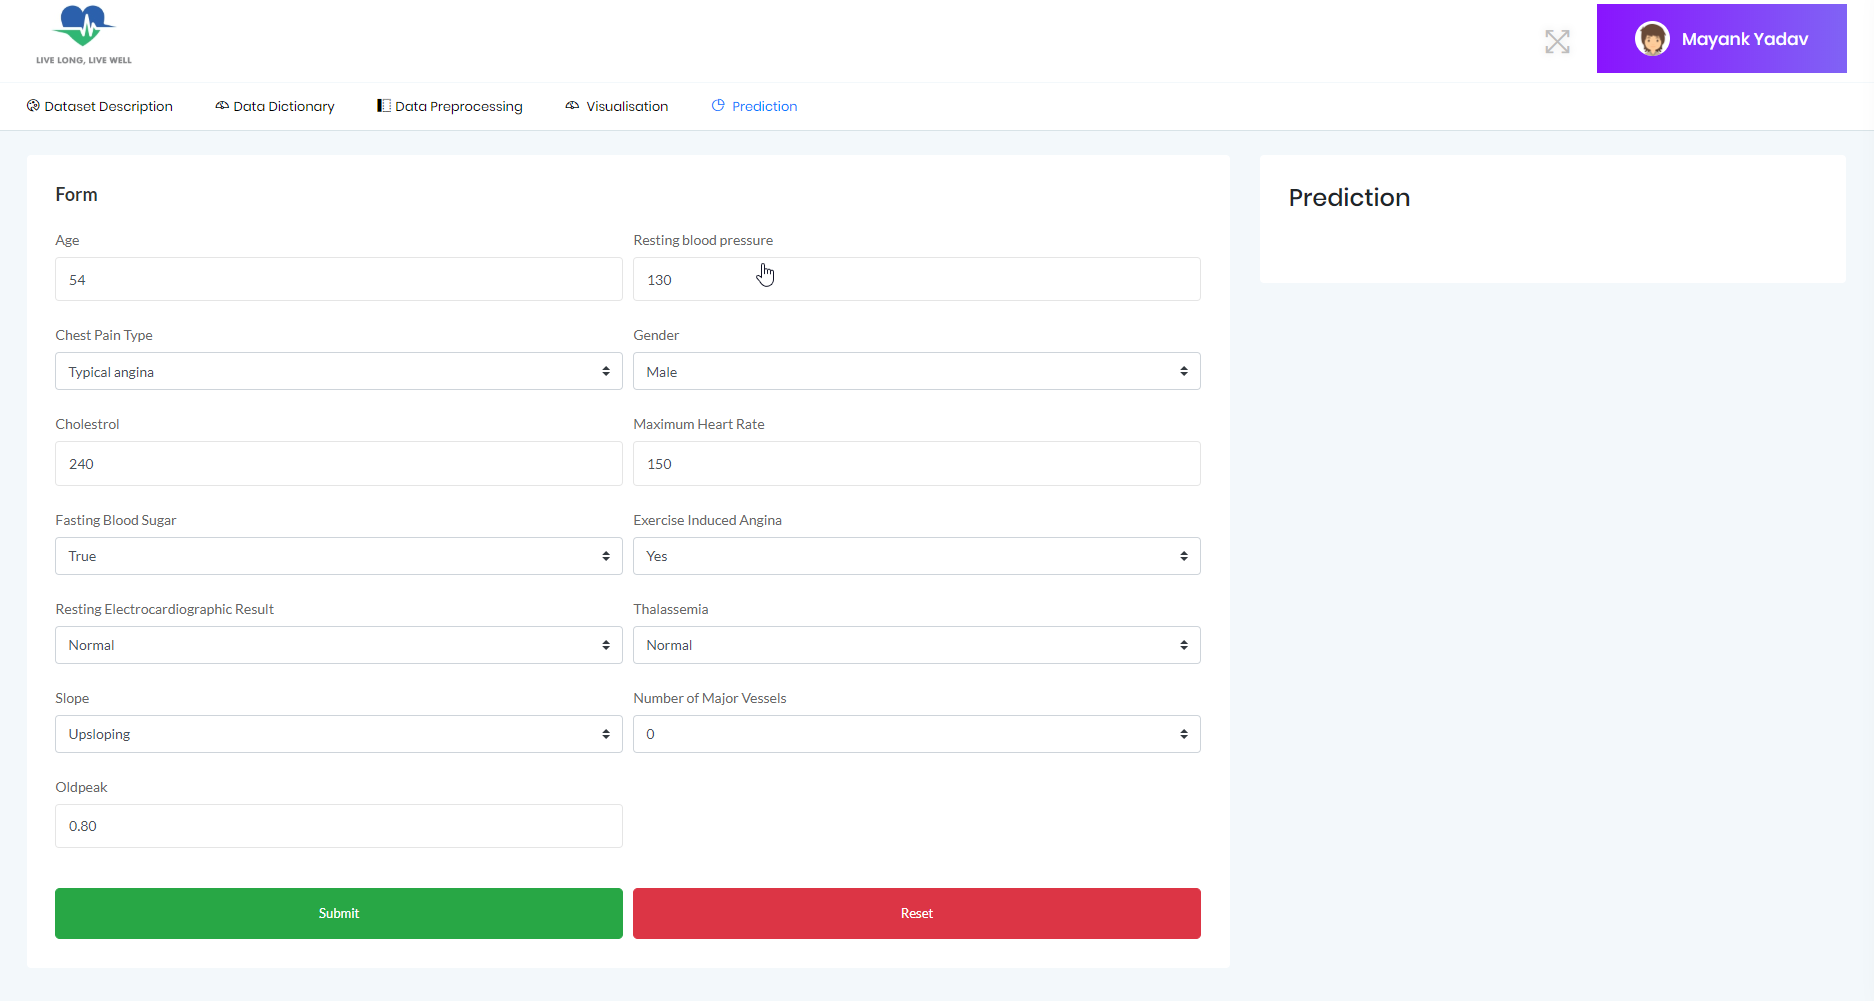 LIVE LONG, LIVE WELL
Mayank Yadav
Dataset Description Data Dictionary Data Preprocessing Visualisation Prediction
Form
Age Resting blood pressure
54 130
Chest Pain Type Gender
Typical angina Male
Cholestrol Maximum Heart Rate
240 150
Fasting Blood Sugar Exercise Induced Angina
True Yes
Resting Electrocardiographic Result Thalassemia
Normal Normal
Slope Number of Major Vessels
Upsloping 0
Oldpeak
0.80
Submit Reset
Prediction